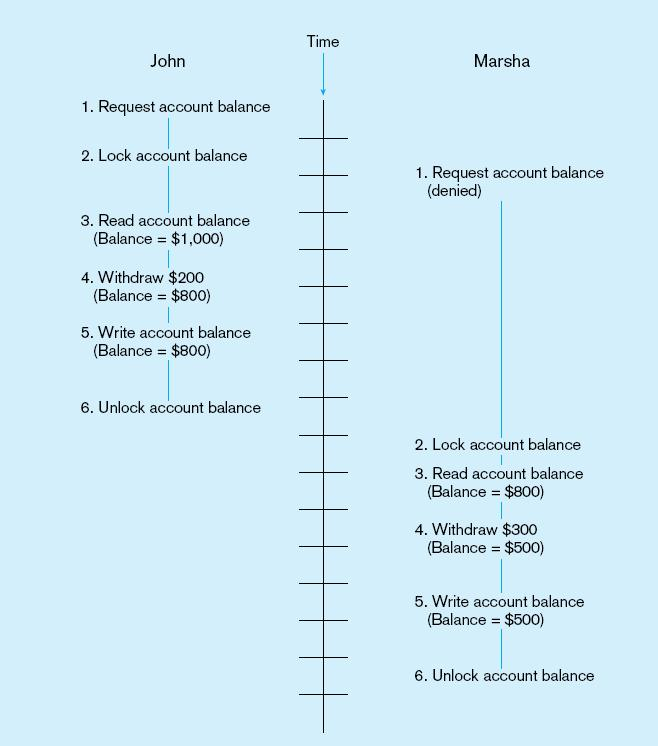 Time
John
Marsha
1. Request account balance
2. Lock account balance
3. Read account balance
(Balance = $1,000)
4. Withdraw $200
(Balance = $800)
5. Write account balance
(Balance = $800)
6. Unlock account balance
1. Request account balance
(denied)
2. Lock account balance
3. Read account balance
(Balance = $800)
4. Withdraw $300
(Balance = $500)
5. Write account balance
(Balance = $500)
6. Unlock account balance